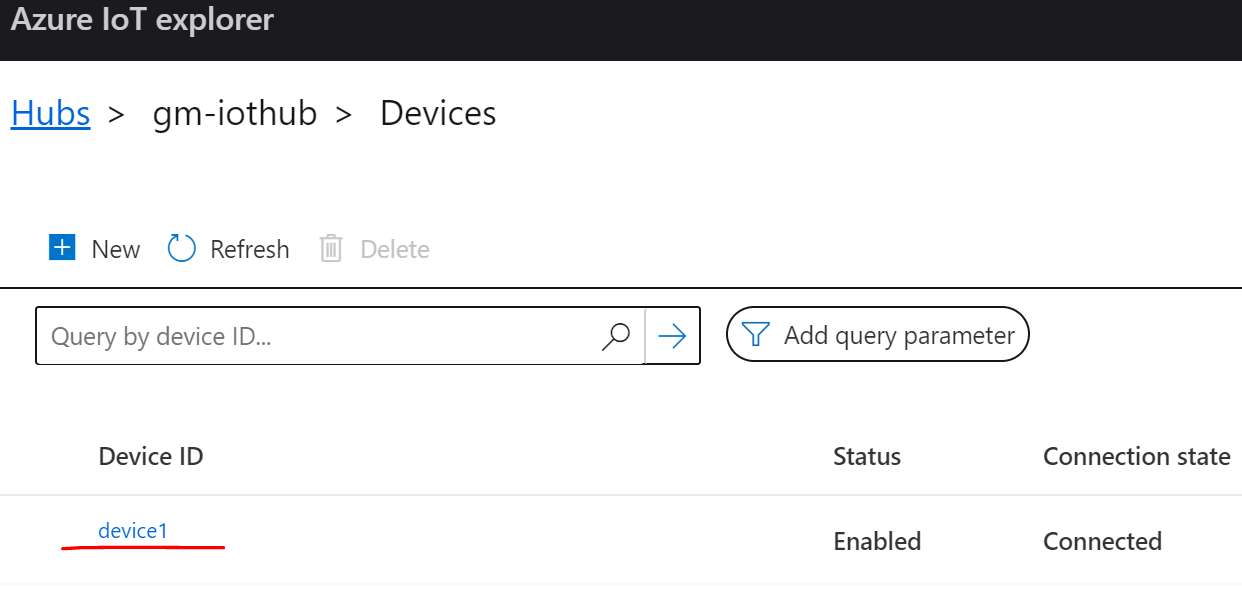 Azure IoT explorer
Hubs > gm-iothub > Devices
New Refresh Delete
Query by device ID... Add query parameter
Device ID Status Connection state
device1 Enabled Connected